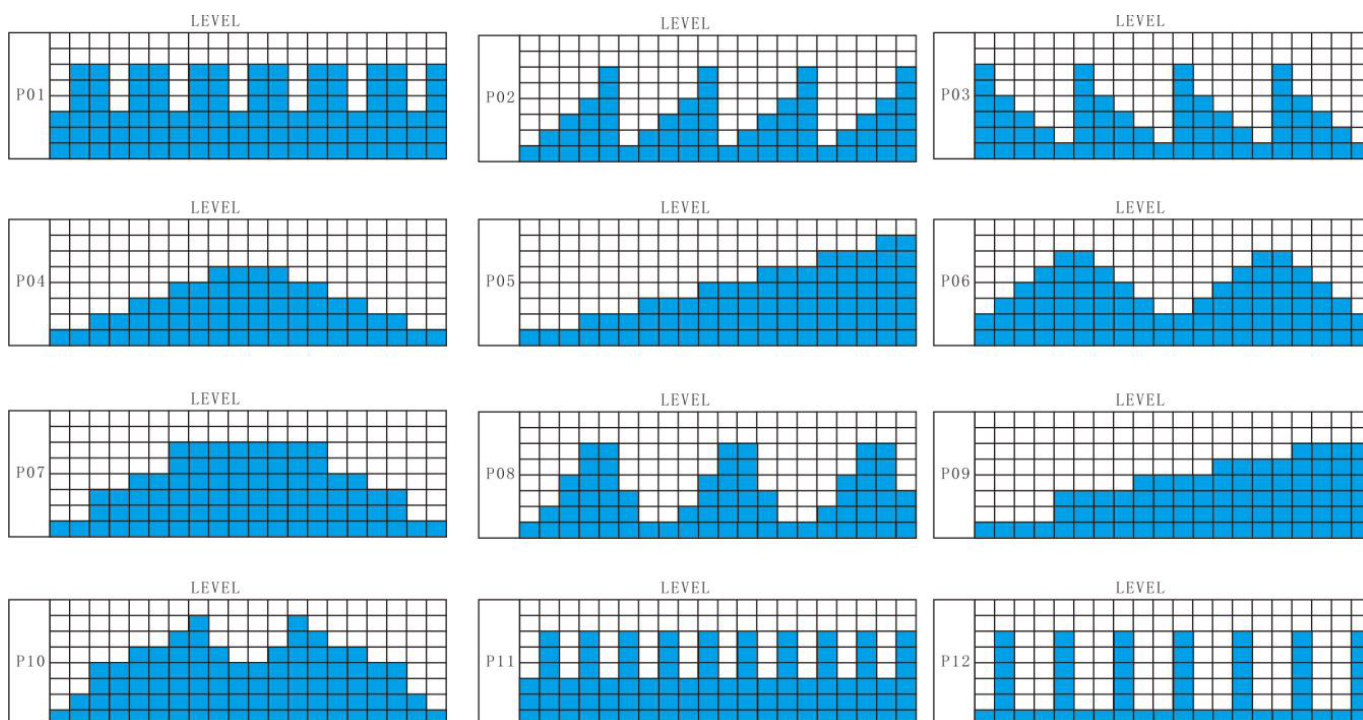 LEVEL
P01
LEVEL
P02
LEVEL
P03
LEVEL
P04
LEVEL
P05
LEVEL
P06
LEVEL
P07
LEVEL
P08
LEVEL
P09
LEVEL
P10
LEVEL
P11
LEVEL
P12